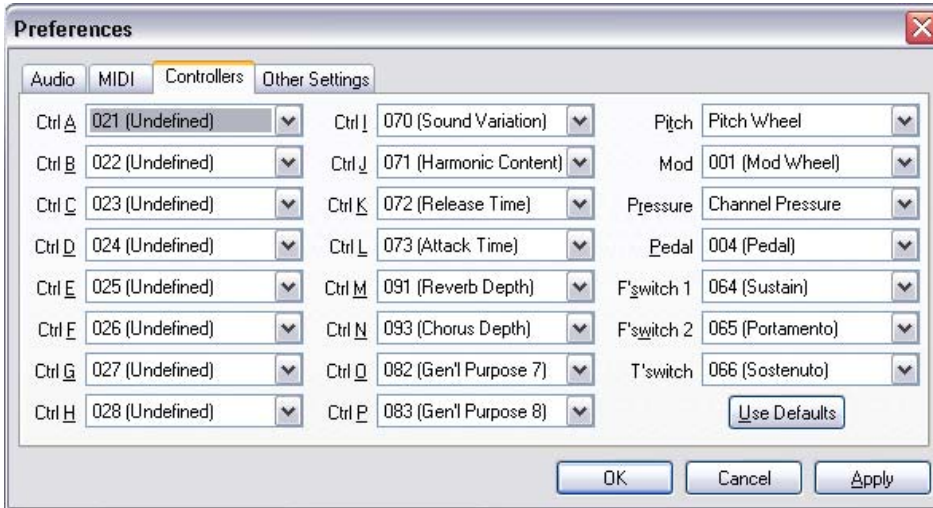 Preferences
Audio MIDI Controllers Other Settings
Ctrl A 021 (Undefined) Ctrl I 070 (Sound Variation) Pitch Pitch Wheel
Ctrl B 022 (Undefined) Ctrl J 071 (Harmonic Content) Mod 001 (Mod Wheel)
Ctrl C 023 (Undefined) Ctrl K 072 (Release Time) Pressure Channel Pressure
Ctrl D 024 (Undefined) Ctrl L 073 (Attack Time) Pedal 004 (Pedal)
Ctrl E 025 (Undefined) Ctrl M 091 (Reverb Depth) F'switch 1 064 (Sustain)
Ctrl F 026 (Undefined) Ctrl N 093 (Chorus Depth) F'switch 2 065 (Portamento)
Ctrl G 027 (Undefined) Ctrl O 082 (Gen'l Purpose 7) T'switch 066 (Sostenuto)
Ctrl H 028 (Undefined) Ctrl P 083 (Gen'l Purpose 8) Use Defaults
OK Cancel Apply